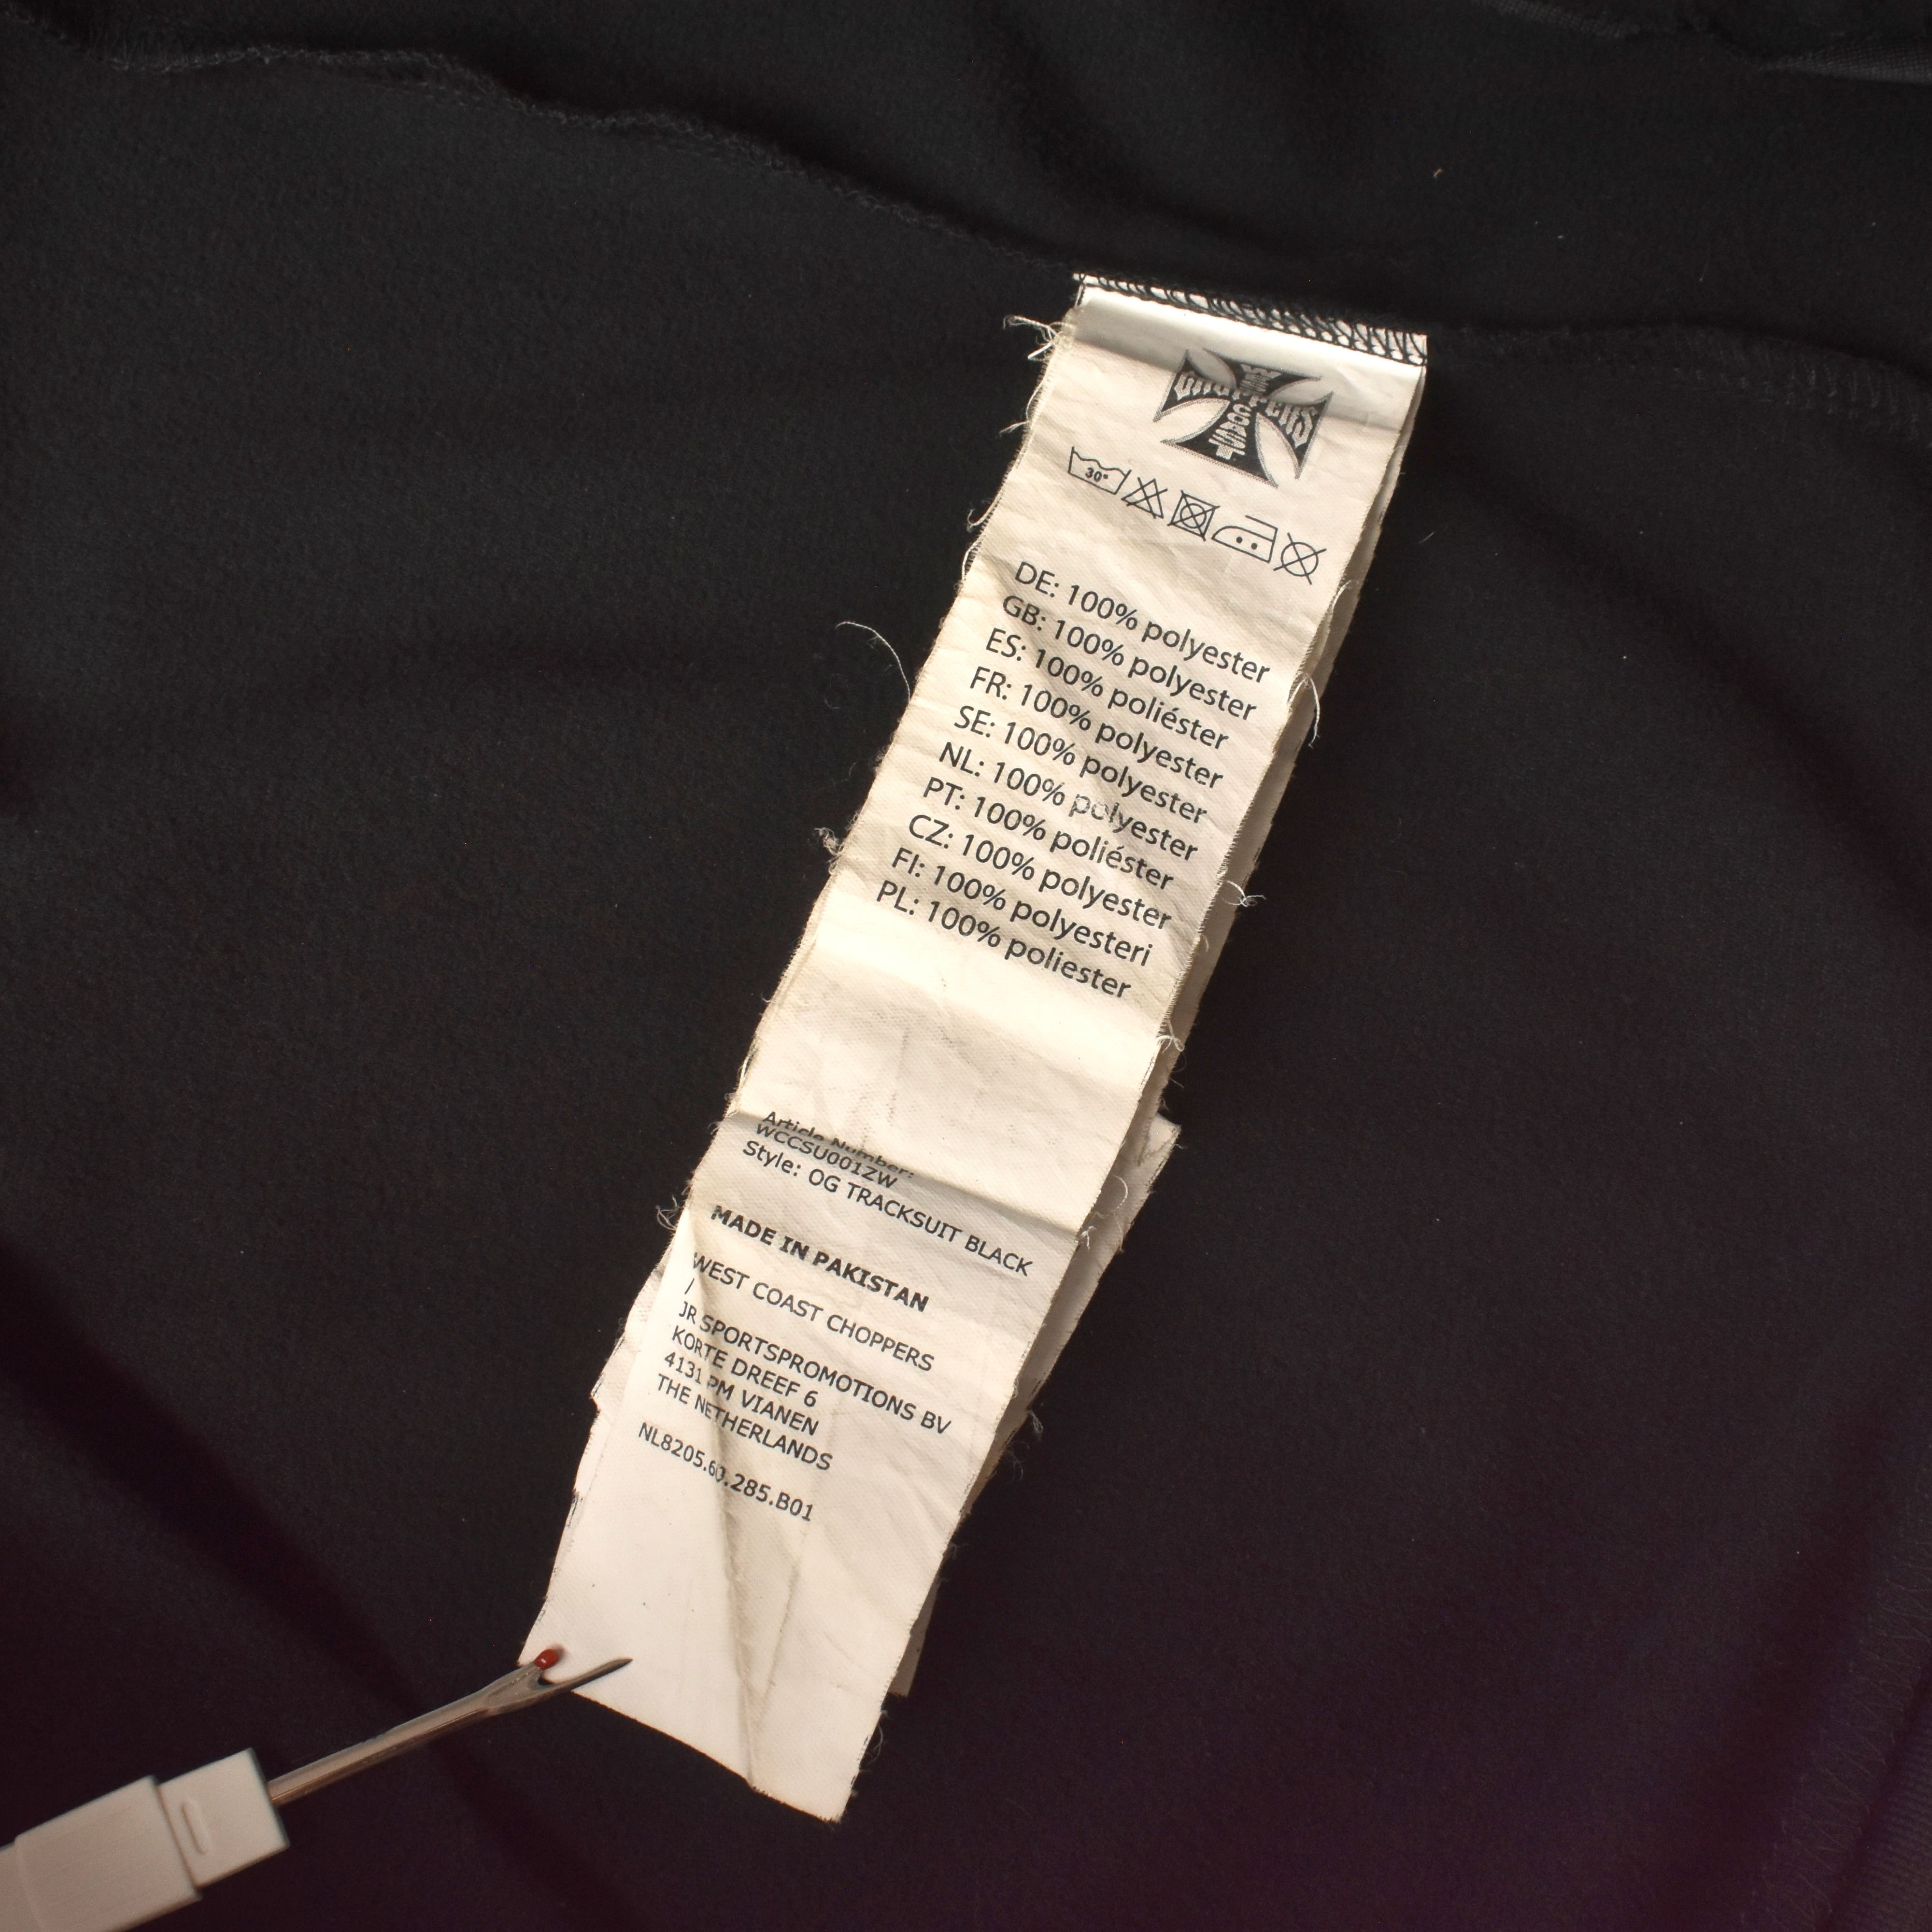 WEST
CHOPPERS
COAST
30°
DE: 100% polyester
GB: 100% polyester
ES: 100% poliéster
FR: 100% polyester
SE: 100% polyester
NL: 100% polyester
PT: 100% poliéster
CZ: 100% polyester
FI: 100% polyesteri
PL: 100% poliester
Article Number:
WCCSU001ZW
Style: OG TRACKSUIT BLACK
MADE IN PAKISTAN
WEST COAST CHOPPERS
/
JR SPORTSPROMOTIONS BV
KORTE DREEF 6
4131 PM VIANEN
THE NETHERLANDS
NL8205.60.285.B01